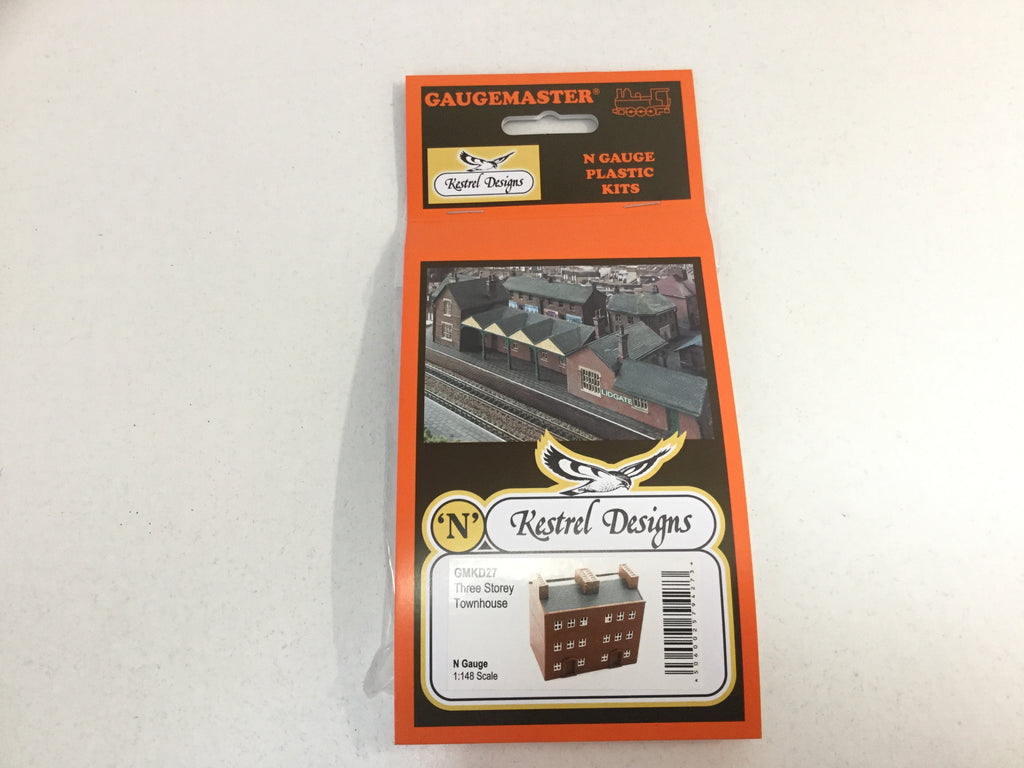 GAUGEMASTER®
Kestrel Designs
N GAUGE
PLASTIC
KITS
LIDGATE
'N'
Kestrel Designs
GMKD27
Three Storey
Townhouse
N Gauge
1:148 Scale